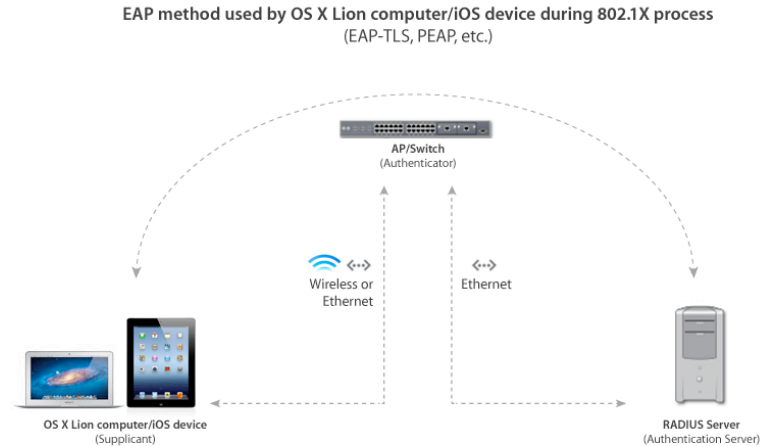 EAP method used by OS X Lion computer/iOS device during 802.1X process
(EAP-TLS, PEAP, etc.)
AP/Switch
(Authenticator)
Wireless or
Ethernet
Ethernet
OS X Lion computer/iOS device
(Supplicant)
RADIUS Server
(Authentication Server)